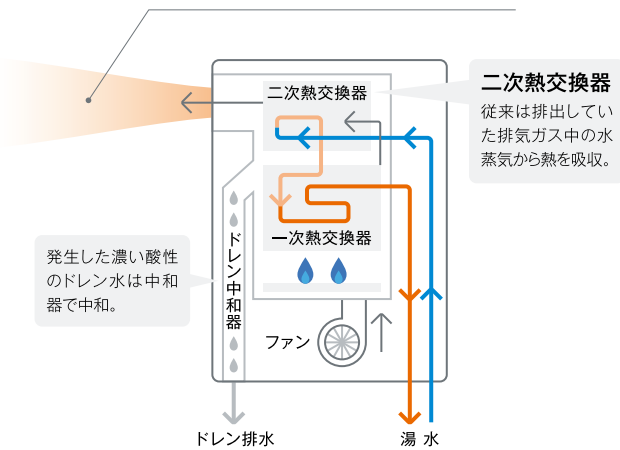 二次熱交換器
従来は排出してい
た排気ガス中の水
蒸気から熱を吸収。
二次熱交換器
一次熱交換器
発生した濃い酸性
のドレン水は中和
器で中和。
ドレン中和器
ファン
ドレン排水
湯 水